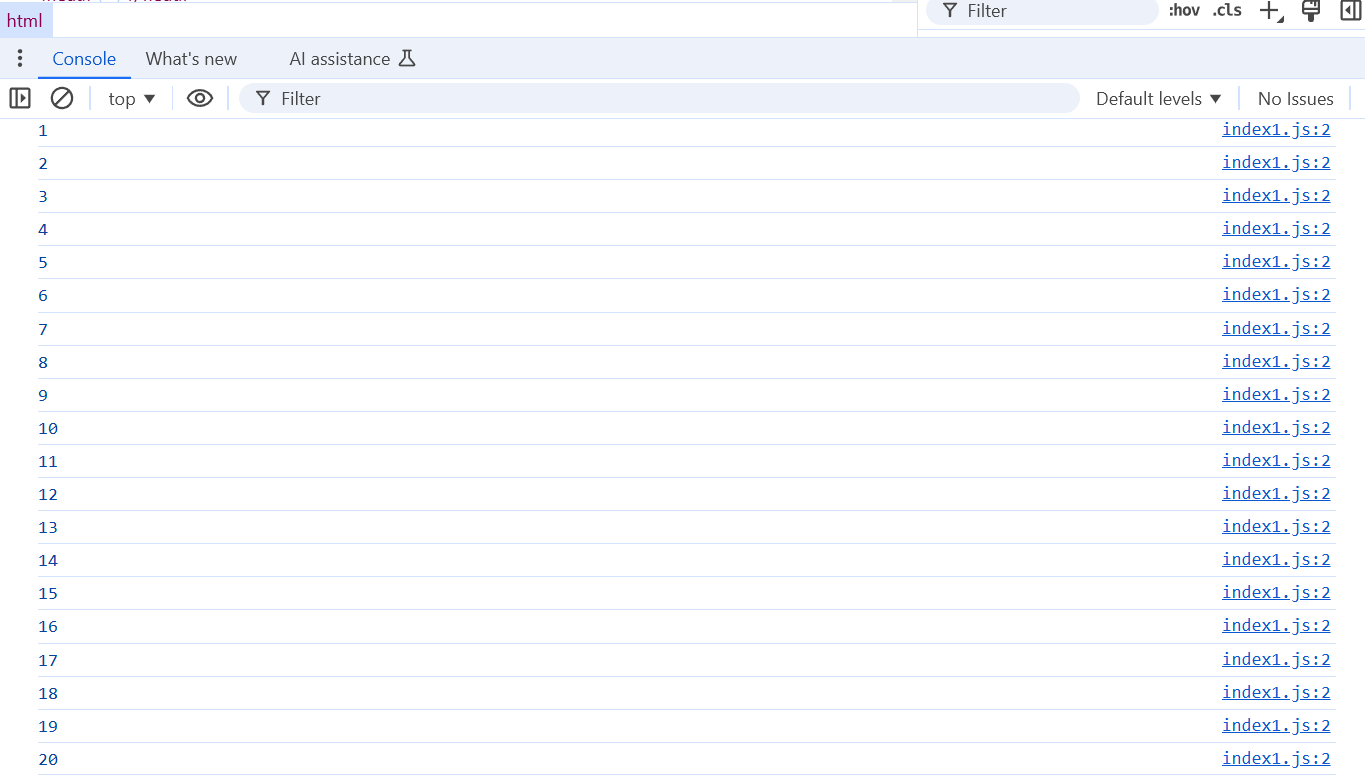 html
Filter :hov .cls
Console What's new AI assistance
top Filter Default levels No Issues
1 index1.js:2
2 index1.js:2
3 index1.js:2
4 index1.js:2
5 index1.js:2
6 index1.js:2
7 index1.js:2
8 index1.js:2
9 index1.js:2
10 index1.js:2
11 index1.js:2
12 index1.js:2
13 index1.js:2
14 index1.js:2
15 index1.js:2
16 index1.js:2
17 index1.js:2
18 index1.js:2
19 index1.js:2
20 index1.js:2